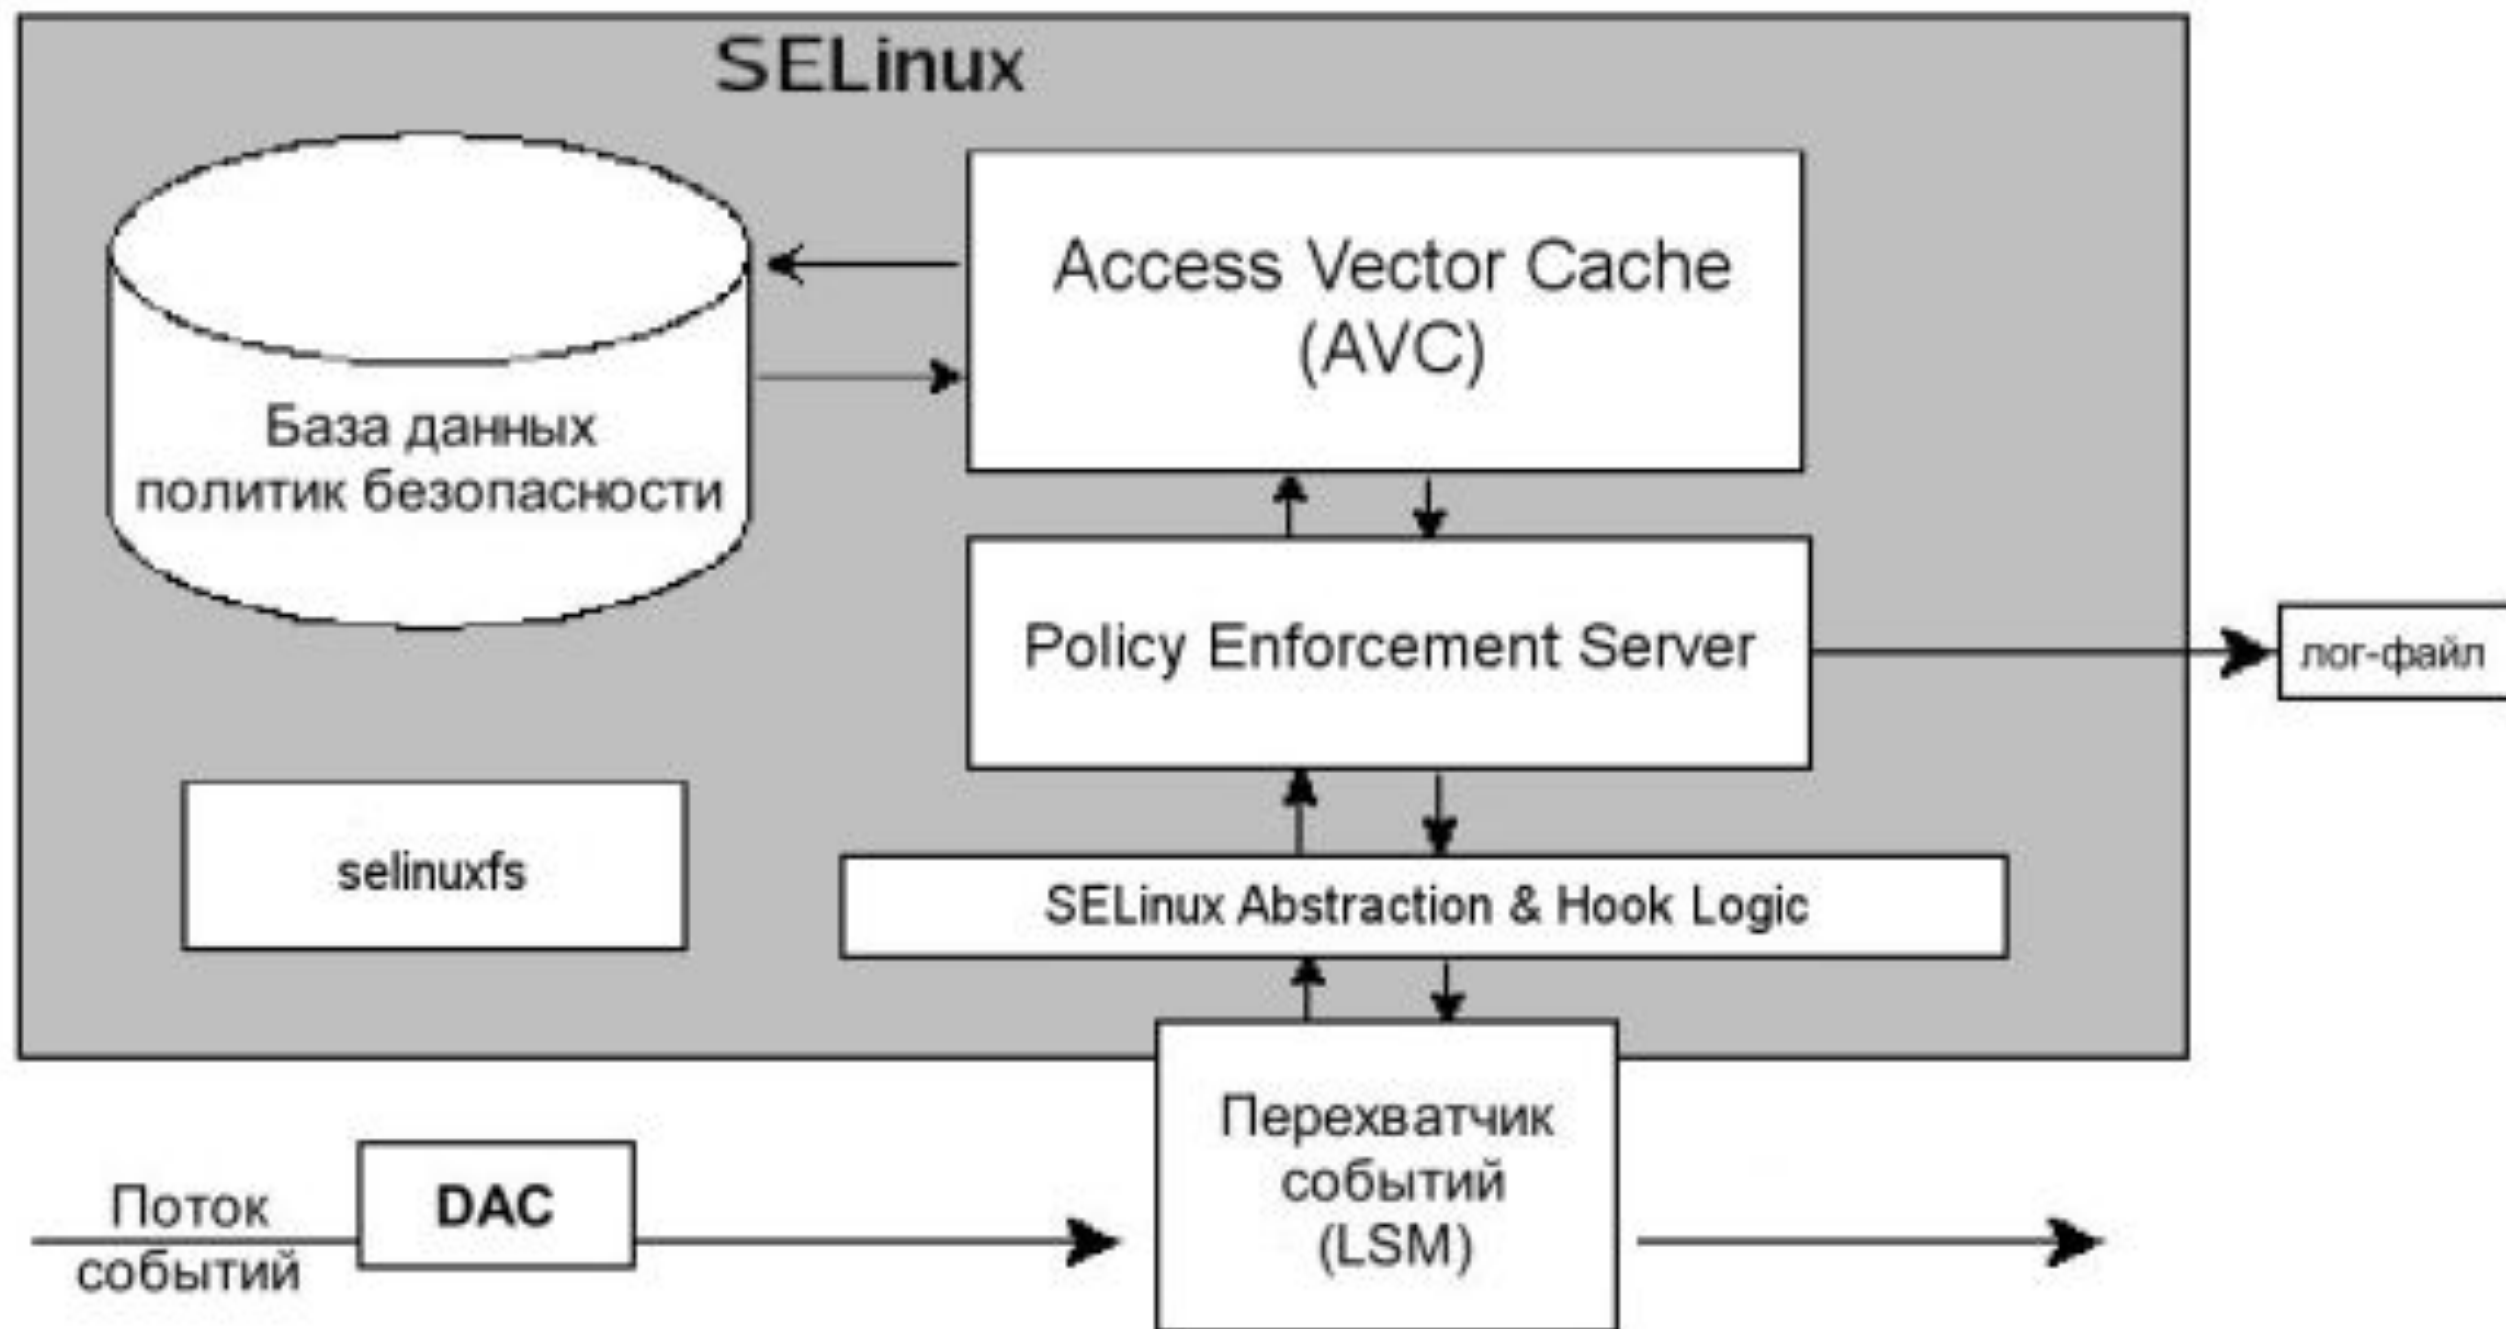 SELinux
Access Vector Cache
(AVC)
База данных
политик безопасности
Policy Enforcement Server
лог-файл
selinuxfs
SELinux Abstraction & Hook Logic
Перехватчик
событий
(LSM)
Поток
событий
DAC